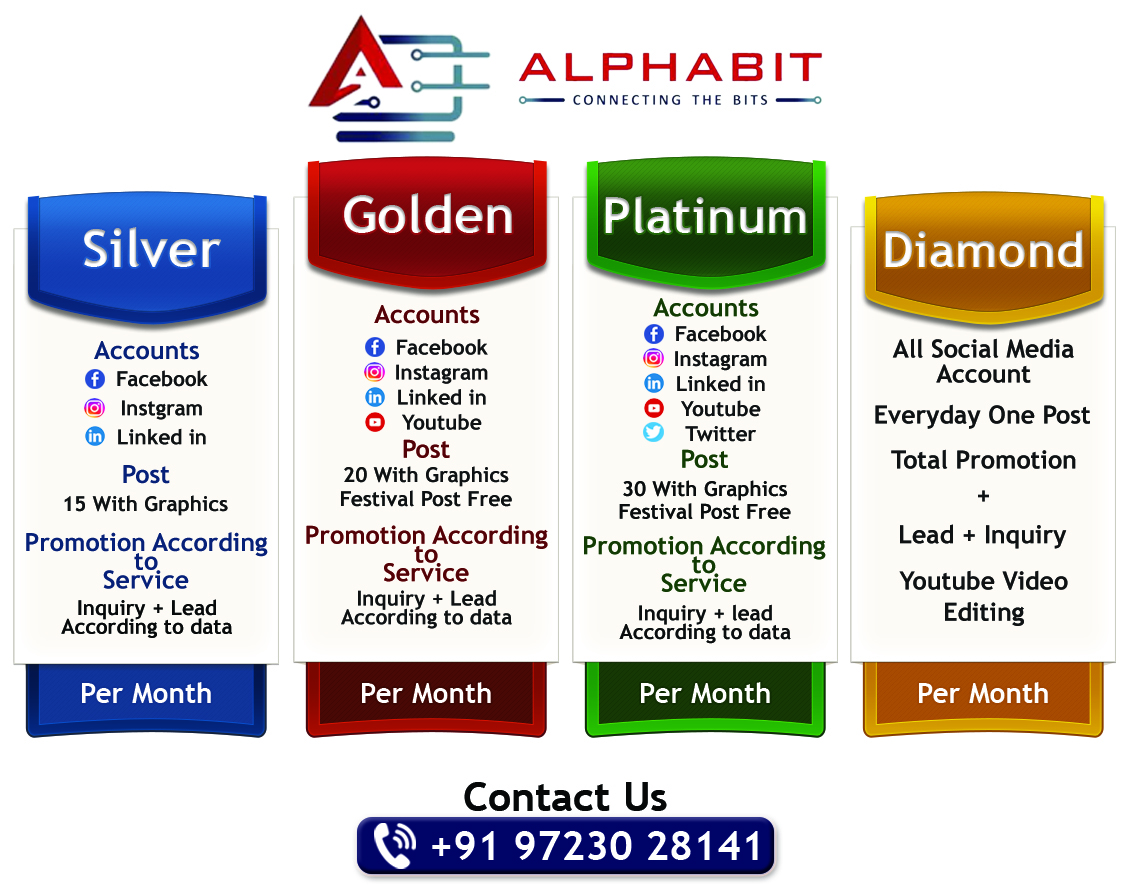 ALPHABIT
CONNECTING THE BITS
Silver
Accounts
Facebook
Instgram
Linked in
Post
15 With Graphics
Promotion According
to
Service
Inquiry + Lead
According to data
Per Month
Golden
Accounts
Facebook
Instagram
Linked in
Youtube
Post
20 With Graphics
Festival Post Free
Promotion According
to
Service
Inquiry + Lead
According to data
Per Month
Platinum
Accounts
Facebook
Instagram
Linked in
Youtube
Twitter
Post
30 With Graphics
Festival Post Free
Promotion According
to
Service
Inquiry + lead
According to data
Per Month
Diamond
All Social Media
Account
Everyday One Post
Total Promotion
+
Lead + Inquiry
Youtube Video
Editing
Per Month
Contact Us
+91 97230 28141